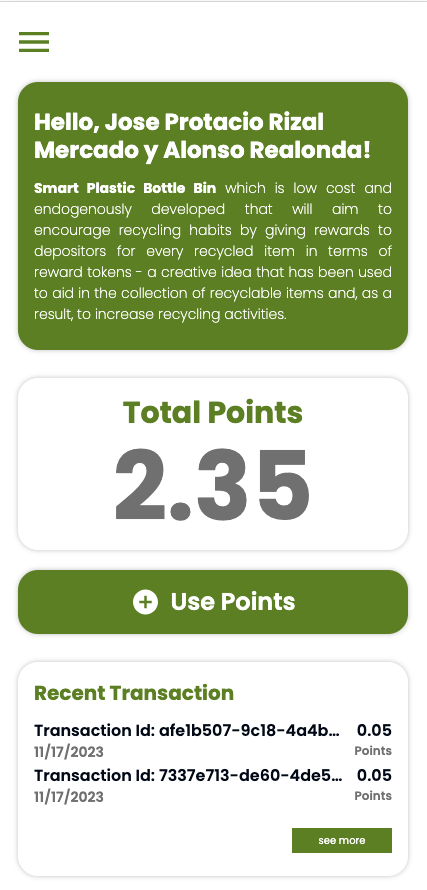 Hello, Jose Protacio Rizal
Mercado y Alonso Realonda!
Smart Plastic Bottle Bin which is low cost and
endogenously developed that will aim to
encourage recycling habits by giving rewards to
depositors for every recycled item in terms of
reward tokens - a creative idea that has been used
to aid in the collection of recyclable items and, as a
result, to increase recycling activities.
Total Points
2.35
Use Points
Recent Transaction
Transaction Id: afe1b507-9c18-4a4b... 0.05
11/17/2023 Points
Transaction Id: 7337e713-de60-4de5... 0.05
11/17/2023 Points
see more